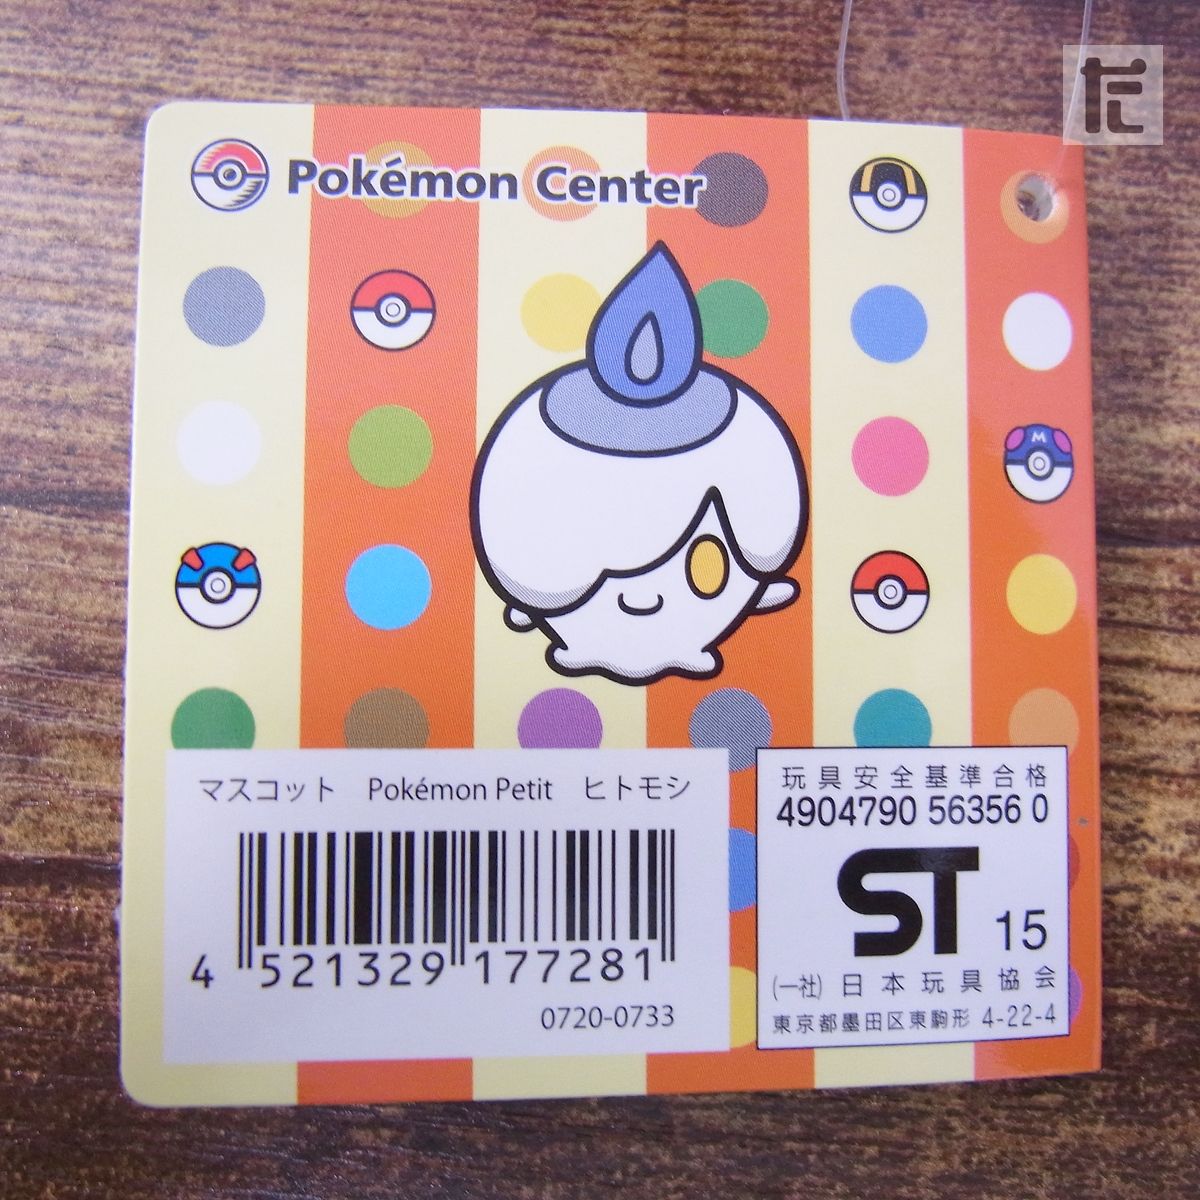 Pokémon Center
M
マスコット Pokémon Petit ヒトモシ
4 521329 177281
0720-0733
玩具安全基準合格
4904790 56356 0
ST 15
(一社) 日本玩具協会
東京都墨田区東駒形 4-22-4